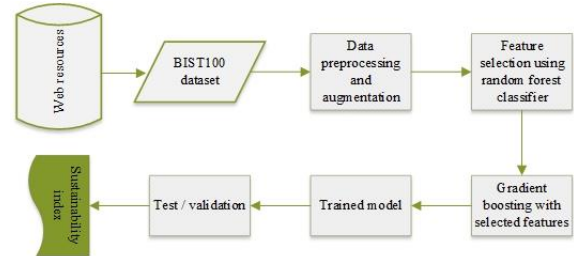 Web resources
BIST100
dataset
Data
preprocessing
and
augmentation
Feature
selection using
random forest
classifier
Gradient
boosting with
selected features
Trained model
Test / validation
Sustainability
index